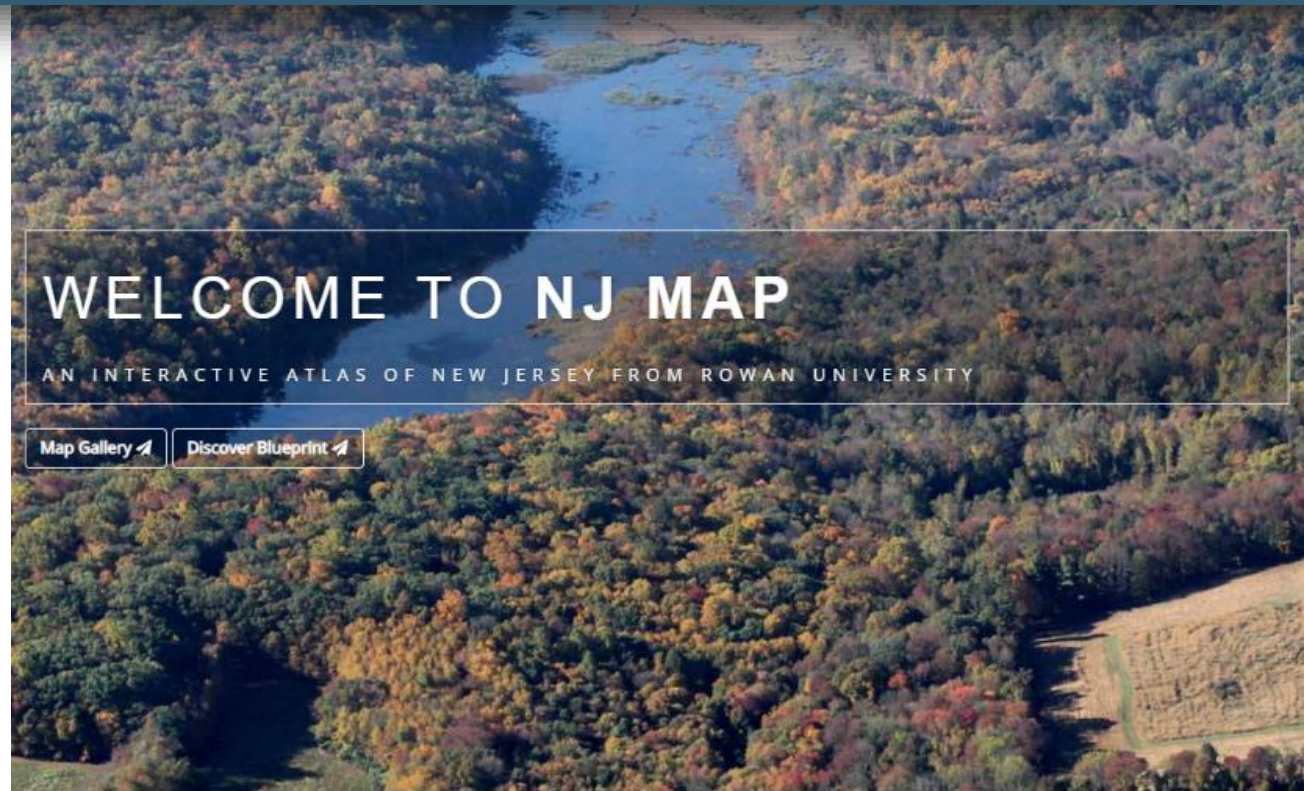 WELCOME TO NJ MAP
AN INTERACTIVE ATLAS OF NEW JERSEY FROM ROWAN UNIVERSITY
Map Gallery Discover Blueprint